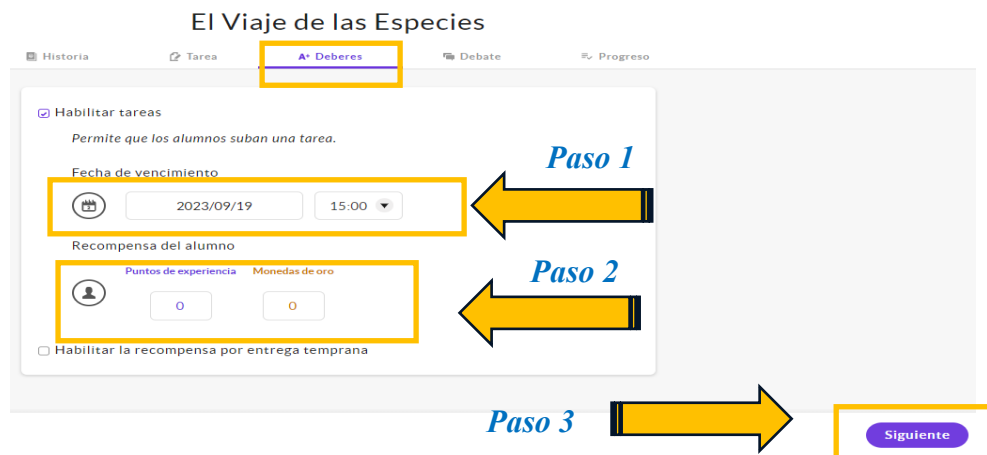 El Viaje de las Especies
Historia Tarea A+ Deberes Debate Progreso
Habilitar tareas
Permite que los alumnos suban una tarea.
Paso 1
Fecha de vencimiento
2023/09/19 15:00
Recompensa del alumno
Paso 2
Puntos de experiencia Monedas de oro
0 0
Habilitar la recompensa por entrega temprana
Paso 3
Siguiente